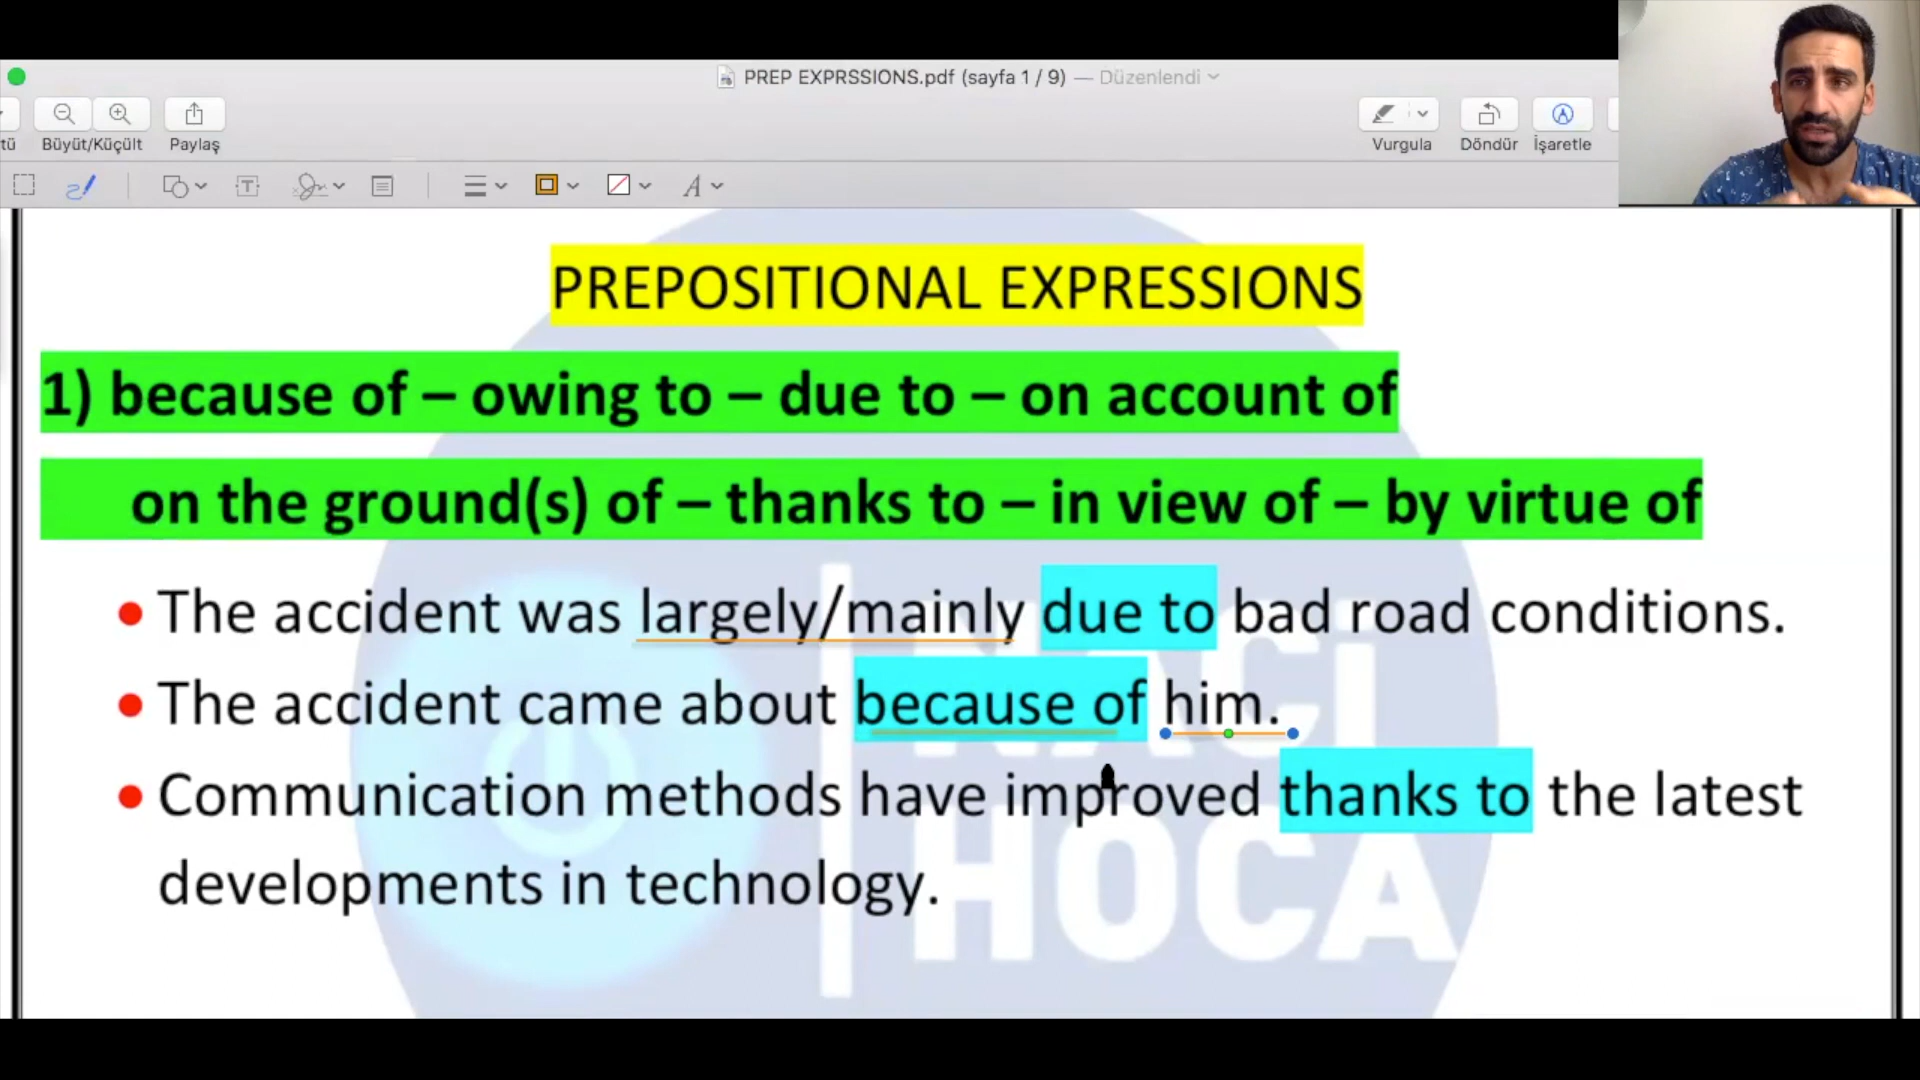 PREP EXPRSSIONS.pdf (sayfa 1 / 9) — Düzenlendi
tü
Büyüt/Küçült
Paylaş
Vurgula
Döndür
İşaretle
PREPOSITIONAL EXPRESSIONS
1) because of – owing to – due to – on account of
on the ground(s) of – thanks to – in view of – by virtue of
• The accident was largely/mainly due to bad road conditions.
• The accident came about because of him.
• Communication methods have improved thanks to the latest
developments in technology.
NACİ
HOCA